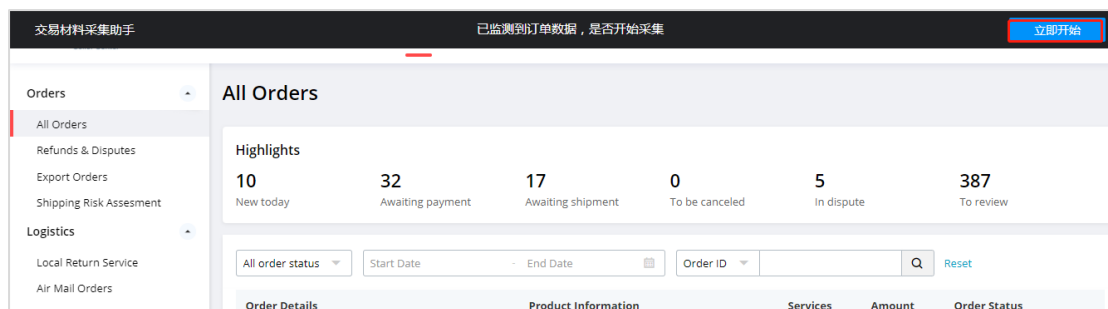 交易材料采集助手 已监测到订单数据，是否开始采集 立即开始
Orders
All Orders
Refunds & Disputes
Export Orders
Shipping Risk Assesment
Logistics
Local Return Service
Air Mail Orders
All Orders
Highlights
10 32 17 0 5 387
New today Awaiting payment Awaiting shipment To be canceled In dispute To review
All order status Start Date - End Date Order ID Reset
Order Details Product Information Services Amount Order Status